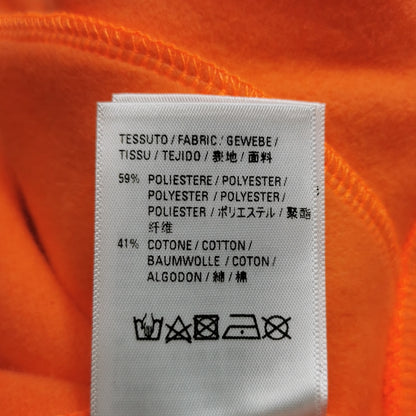 TESSUTO / FABRIC / GEWEBE /
TISSU / TEJIDO / 表地 / 面料
59% POLIESTERE / POLYESTER /
POLYESTER / POLYESTER /
POLIESTER / ポリエステル / 聚酯
纤维
41% COTONE / COTTON /
BAUMWOLLE / COTON /
ALGODON / 綿 / 棉